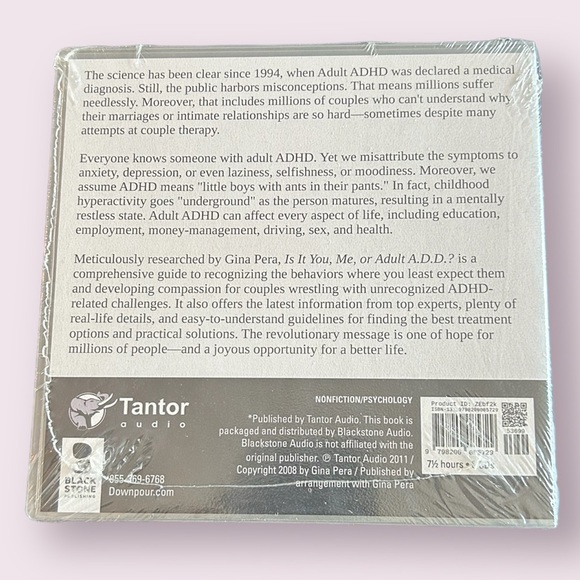 The science has been clear since 1994, when Adult ADHD was declared a medical
diagnosis. Still, the public harbors misconceptions. That means millions suffer
needlessly. Moreover, that includes millions of couples who can't understand why
their marriages or intimate relationships are so hard—sometimes despite many
attempts at couple therapy.
Everyone knows someone with adult ADHD. Yet we misattribute the symptoms to
anxiety, depression, or even laziness, selfishness, or moodiness. Moreover, we
assume ADHD means "little boys with ants in their pants." In fact, childhood
hyperactivity goes "underground" as the person matures, resulting in a mentally
restless state. Adult ADHD can affect every aspect of life, including education,
employment, money-management, driving, sex, and health.
Meticulously researched by Gina Pera, Is It You, Me, or Adult A.D.D.? is a
comprehensive guide to recognizing the behaviors where you least expect them
and developing compassion for couples wrestling with unrecognized ADHD-
related challenges. It also offers the latest information from top experts, plenty of
real-life details, and easy-to-understand guidelines for finding the best treatment
options and practical solutions. The revolutionary message is one of hope for
millions of people—and a joyous opportunity for a better life.
Tantor
audio
BLACK
STONE
PUBLISHING
855-369-6768
Downpour.com
NONFICTION/PSYCHOLOGY
*Published by Tantor Audio. This book is
packaged and distributed by Blackstone Audio.
Blackstone Audio is not affiliated with the
original publisher. ℗ Tantor Audio 2011 /
Copyright 2008 by Gina Pera / Published by
arrangement with Gina Pera
Product ID: ZEbf2k
53690
7½ hours • CDs